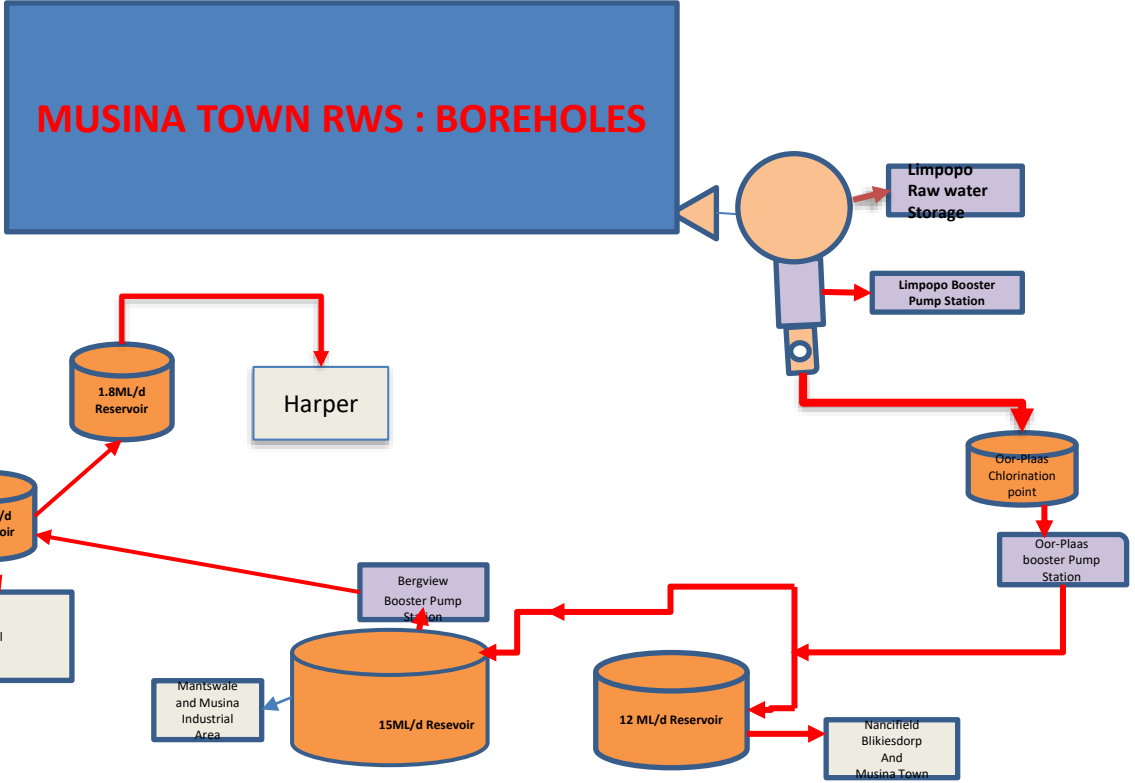 MUSINA TOWN RWS : BOREHOLES
Limpopo
Raw water
Storage
Limpopo Booster
Pump Station
1.8ML/d
Reservoir
Harper
Oor-Plaas
Chlorination
point
/d
oir
Oor-Plaas
booster Pump
Station
Bergview
Booster Pump
Station
l
Mantswale
and Musina
Industrial
Area
15ML/d Resevoir
12 ML/d Reservoir
Nancifield
Blikiesdorp
And
Musina Town